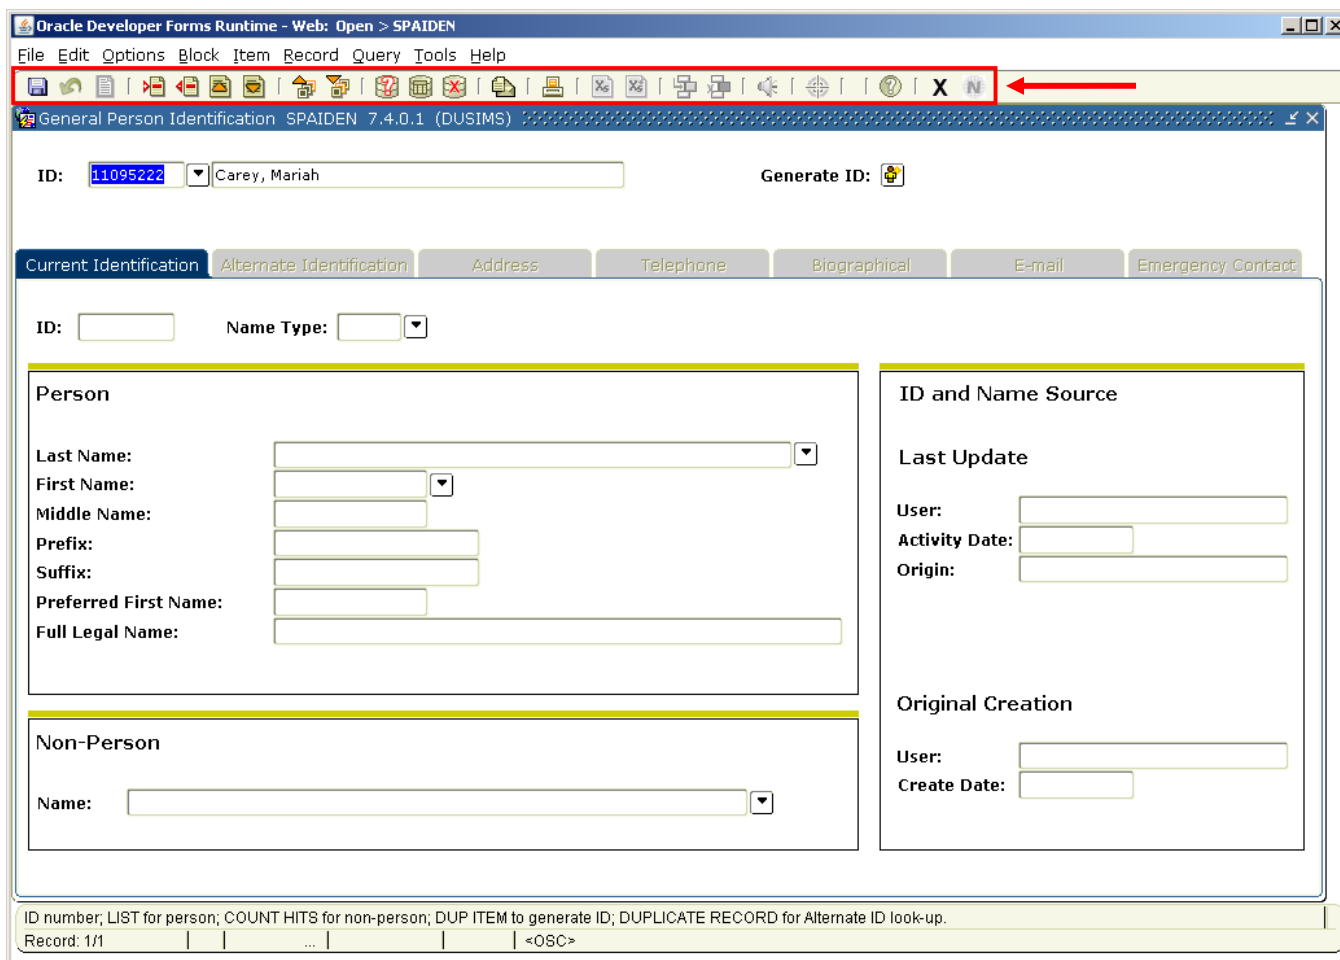 Oracle Developer Forms Runtime - Web: Open > SPAIDEN
File Edit Options Block Item Record Query Tools Help
X N
General Person Identification SPAIDEN 7.4.0.1 (DUSIMS)
ID: 11095222 Carey, Mariah Generate ID:
Current Identification Alternate Identification Address Telephone Biographical E-mail Emergency Contact
ID: Name Type:
Person ID and Name Source
Last Name: Last Update
First Name:
Middle Name: User:
Prefix: Activity Date:
Suffix: Origin:
Preferred First Name:
Full Legal Name:
Original Creation
Non-Person
User:
Name: Create Date:
ID number; LIST for person; COUNT HITS for non-person; DUP ITEM to generate ID; DUPLICATE RECORD for Alternate ID look-up.
Record: 1/1 ... <OSC>